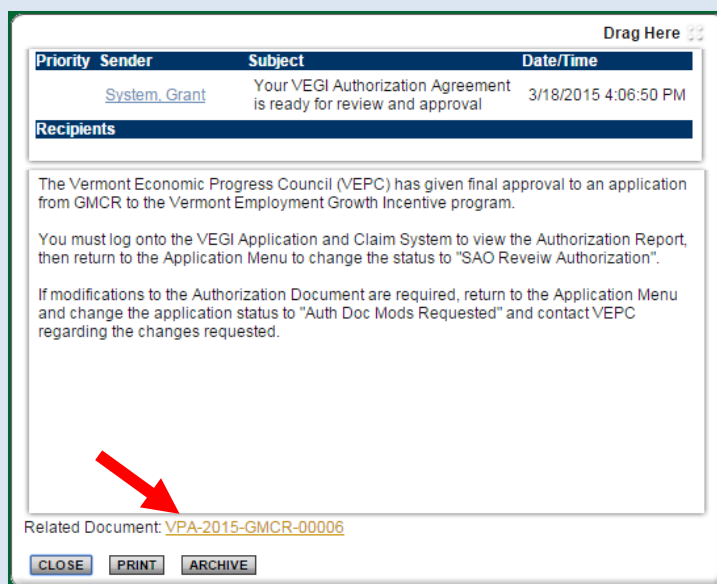 Drag Here
Priority Sender Subject Date/Time
System, Grant Your VEGI Authorization Agreement is ready for review and approval 3/18/2015 4:06:50 PM
Recipients
The Vermont Economic Progress Council (VEPC) has given final approval to an application
from GMCR to the Vermont Employment Growth Incentive program.
You must log onto the VEGI Application and Claim System to view the Authorization Report,
then return to the Application Menu to change the status to "SAO Reveiw Authorization".
If modifications to the Authorization Document are required, return to the Application Menu
and change the application status to "Auth Doc Mods Requested" and contact VEPC
regarding the changes requested.
Related Document: VPA-2015-GMCR-00006
CLOSE PRINT ARCHIVE